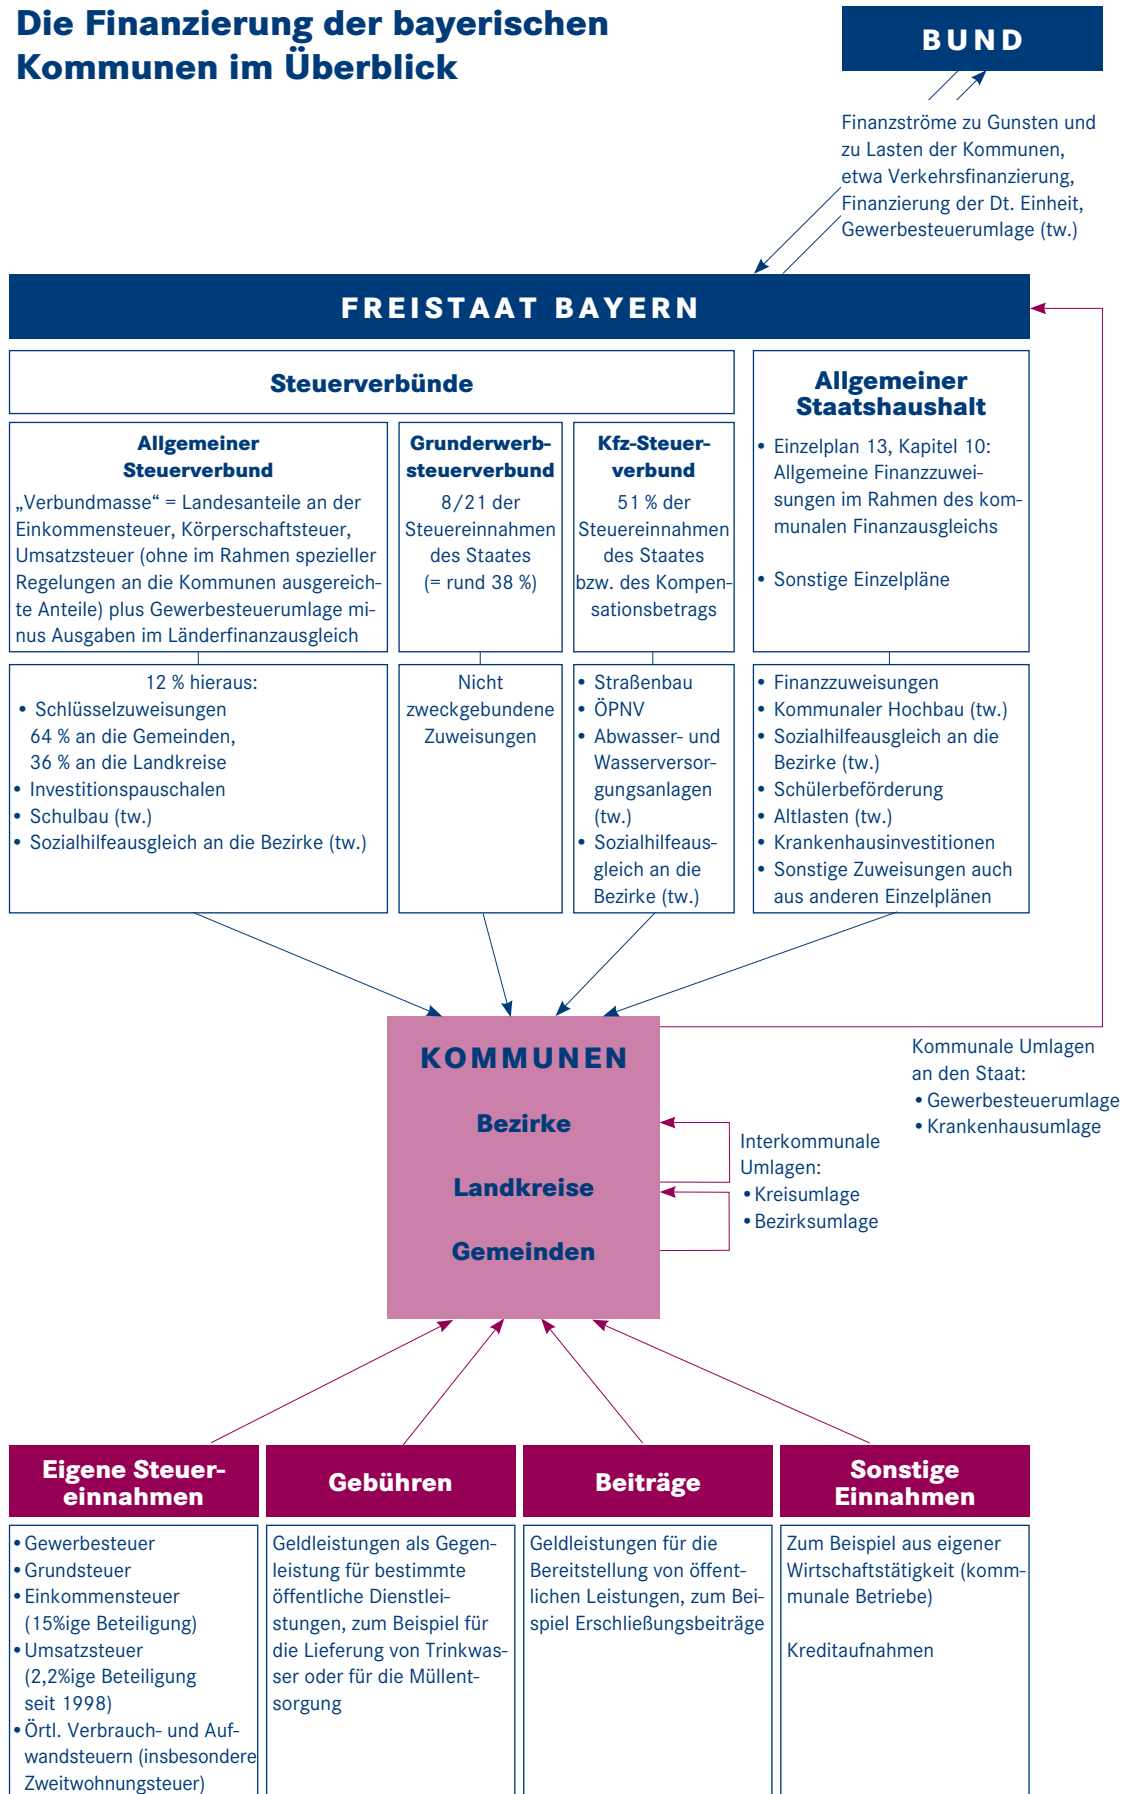 Die Finanzierung der bayerischen
Kommunen im Überblick
BUND
Finanzströme zu Gunsten und
zu Lasten der Kommunen,
etwa Verkehrsfinanzierung,
Finanzierung der Dt. Einheit,
Gewerbesteuerumlage (tw.)
FREISTAAT BAYERN
Steuerverbünde
Allgemeiner
Steuerverbund
„Verbundmasse“ = Landesanteile an der
Einkommensteuer, Körperschaftsteuer,
Umsatzsteuer (ohne im Rahmen spezieller
Regelungen an die Kommunen ausgereich-
te Anteile) plus Gewerbesteuerumlage mi-
nus Ausgaben im Länderfinanzausgleich
12 % hieraus:
• Schlüsselzuweisungen
64 % an die Gemeinden,
36 % an die Landkreise
• Investitionspauschalen
• Schulbau (tw.)
• Sozialhilfeausgleich an die Bezirke (tw.)
Grunderwerb-
steuerverbund
8/21 der
Steuereinnahmen
des Staates
(= rund 38 %)
Nicht
zweckgebundene
Zuweisungen
Kfz-Steuer-
verbund
51 % der
Steuereinnahmen
des Staates
bzw. des Kompen-
sationsbetrags
• Straßenbau
• ÖPNV
• Abwasser- und
Wasserversor-
gungsanlagen
(tw.)
• Sozialhilfeaus-
gleich an die
Bezirke (tw.)
Allgemeiner
Staatshaushalt
• Einzelplan 13, Kapitel 10:
Allgemeine Finanzzuwei-
sungen im Rahmen des kom-
munalen Finanzausgleichs
• Sonstige Einzelpläne
• Finanzzuweisungen
• Kommunaler Hochbau (tw.)
• Sozialhilfeausgleich an die
Bezirke (tw.)
• Schülerbeförderung
• Altlasten (tw.)
• Krankenhausinvestitionen
• Sonstige Zuweisungen auch
aus anderen Einzelplänen
KOMMUNEN
Bezirke
Landkreise
Gemeinden
Interkommunale
Umlagen:
• Kreisumlage
• Bezirksumlage
Kommunale Umlagen
an den Staat:
• Gewerbesteuerumlage
• Krankenhausumlage
Eigene Steuer-
einnahmen
• Gewerbesteuer
• Grundsteuer
• Einkommensteuer
(15%ige Beteiligung)
• Umsatzsteuer
(2,2%ige Beteiligung
seit 1998)
• Örtl. Verbrauch- und Auf-
wandsteuern (insbesondere
Zweitwohnungsteuer)
Gebühren
Geldleistungen als Gegen-
leistung für bestimmte
öffentliche Dienstlei-
stungen, zum Beispiel für
die Lieferung von Trinkwas-
ser oder für die Müllent-
sorgung
Beiträge
Geldleistungen für die
Bereitstellung von öffent-
lichen Leistungen, zum Bei-
spiel Erschließungsbeiträge
Sonstige
Einnahmen
Zum Beispiel aus eigener
Wirtschaftstätigkeit (komm-
munale Betriebe)
Kreditaufnahmen